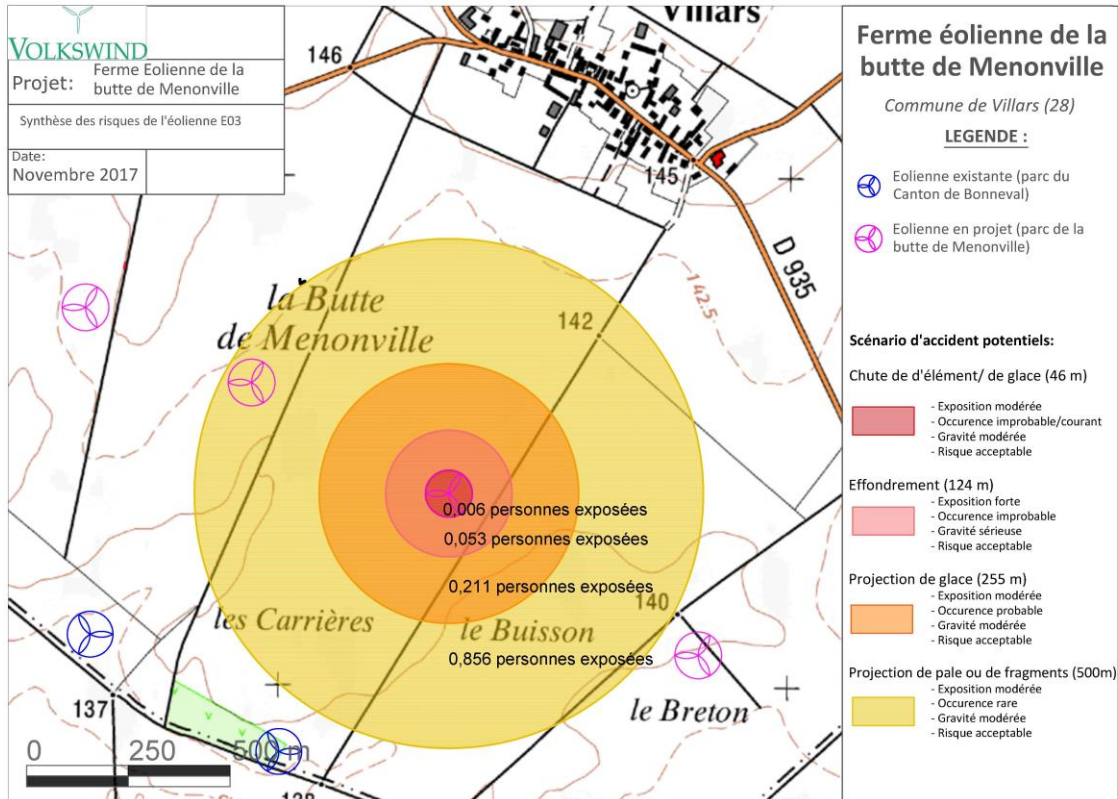 VOLKSWIND
Projet: Ferme Eolienne de la
butte de Menonville
Synthèse des risques de l'éolienne E03
Date:
Novembre 2017
Villars
146
145
D 935
142.5
142
la Butte
de Menonville
0,006 personnes exposées
0,053 personnes exposées
0,211 personnes exposées
140
les Carrières
le Buisson
0,856 personnes exposées
le Breton
137
0 250 500 m
138
Ferme éolienne de la
butte de Menonville
Commune de Villars (28)
LEGENDE :
Eolienne existante (parc du
Canton de Bonneval)
Eolienne en projet (parc de la
butte de Menonville)
Scénario d'accident potentiels:
Chute de d'élément/ de glace (46 m)
- Exposition modérée
- Occurence improbable/courant
- Gravité modérée
- Risque acceptable
Effondrement (124 m)
- Exposition forte
- Occurence improbable
- Gravité sérieuse
- Risque acceptable
Projection de glace (255 m)
- Exposition modérée
- Occurence probable
- Gravité modérée
- Risque acceptable
Projection de pale ou de fragments (500m)
- Exposition modérée
- Occurence rare
- Gravité modérée
- Risque acceptable